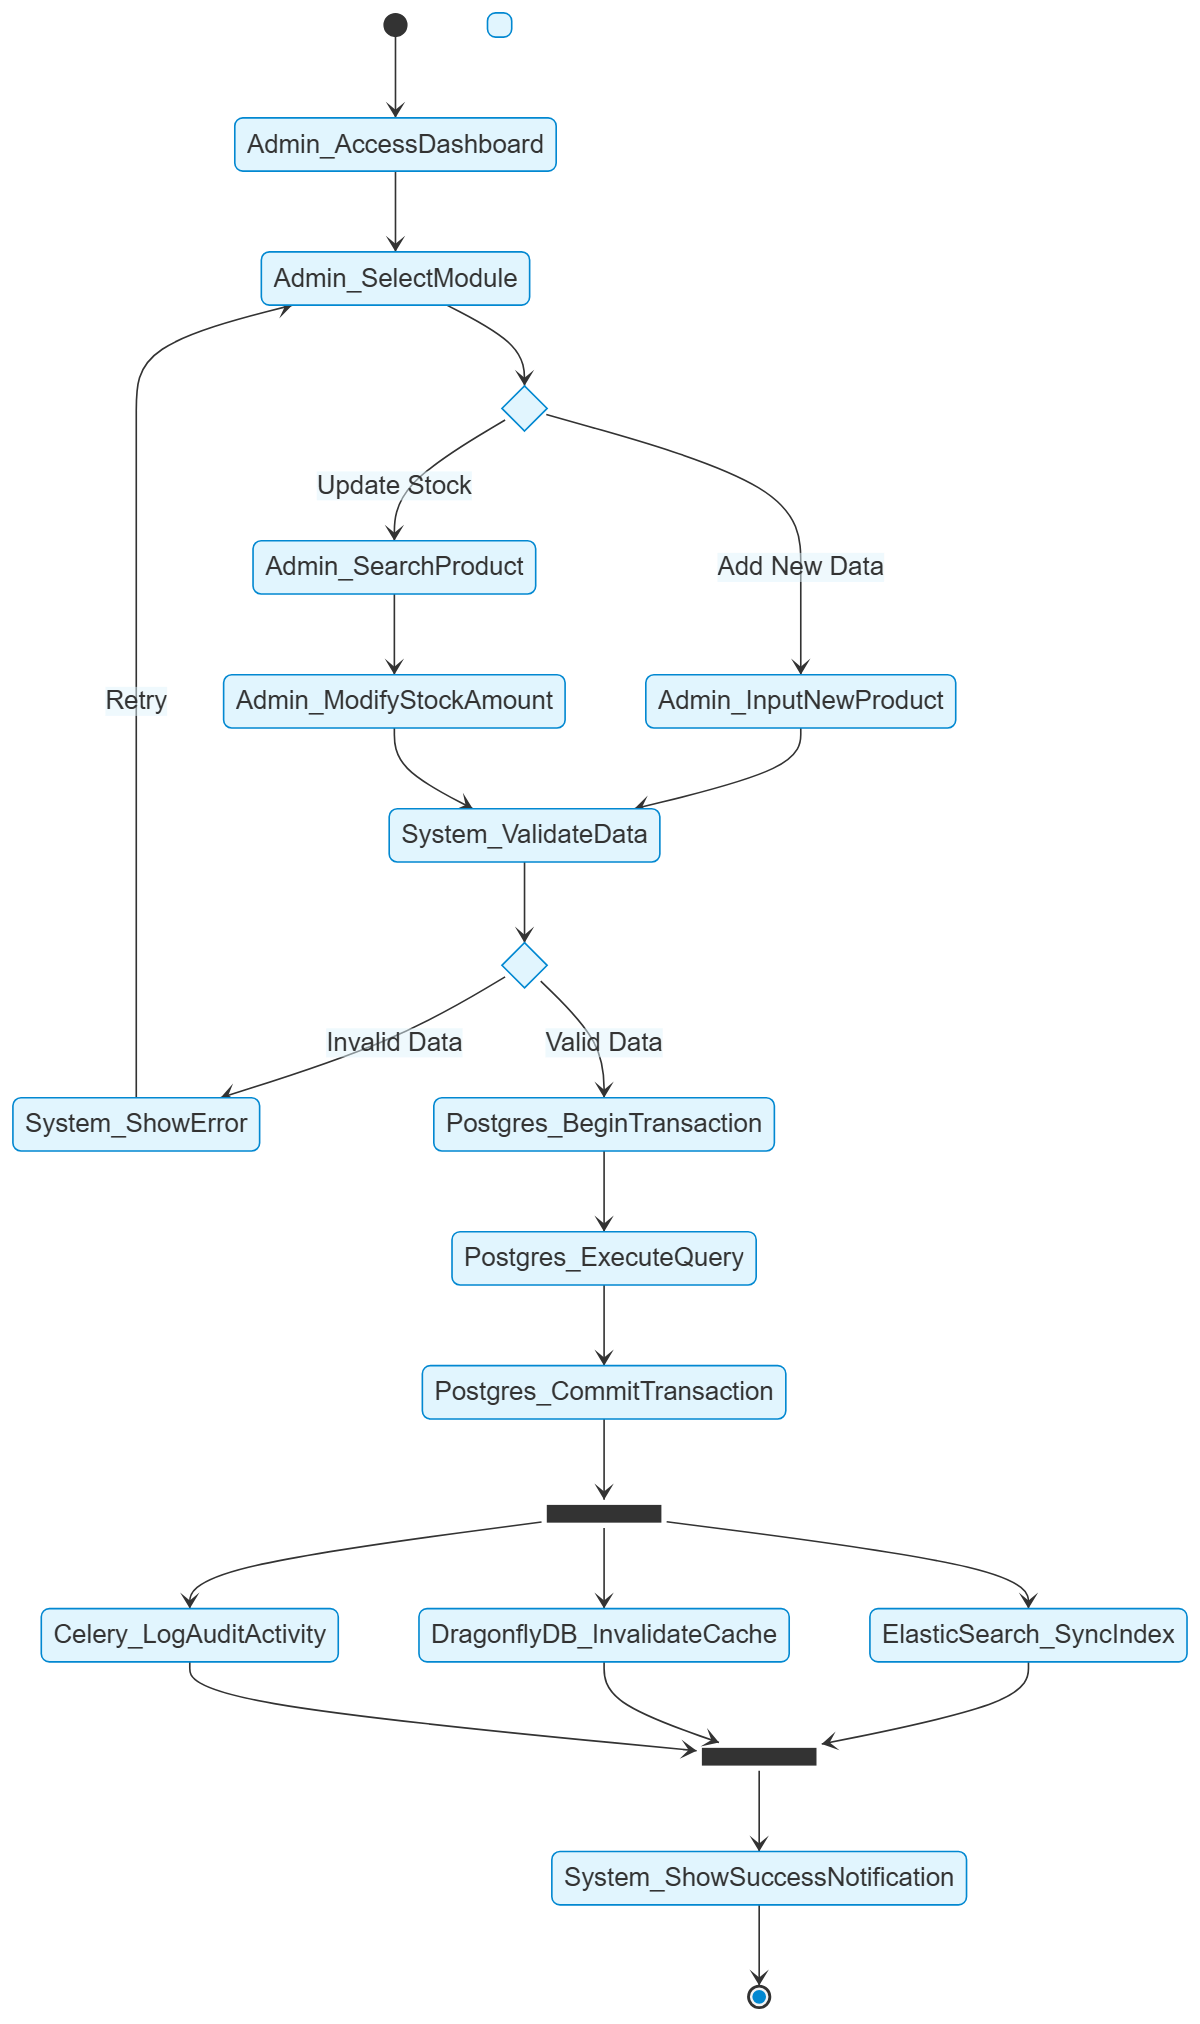 Admin_AccessDashboard
Admin_SelectModule
Update Stock
Admin_SearchProduct
Add New Data
Retry
Admin_ModifyStockAmount
Admin_InputNewProduct
System_ValidateData
Invalid Data
Valid Data
System_ShowError
Postgres_BeginTransaction
Postgres_ExecuteQuery
Postgres_CommitTransaction
Celery_LogAuditActivity
DragonflyDB_InvalidateCache
ElasticSearch_SyncIndex
System_ShowSuccessNotification